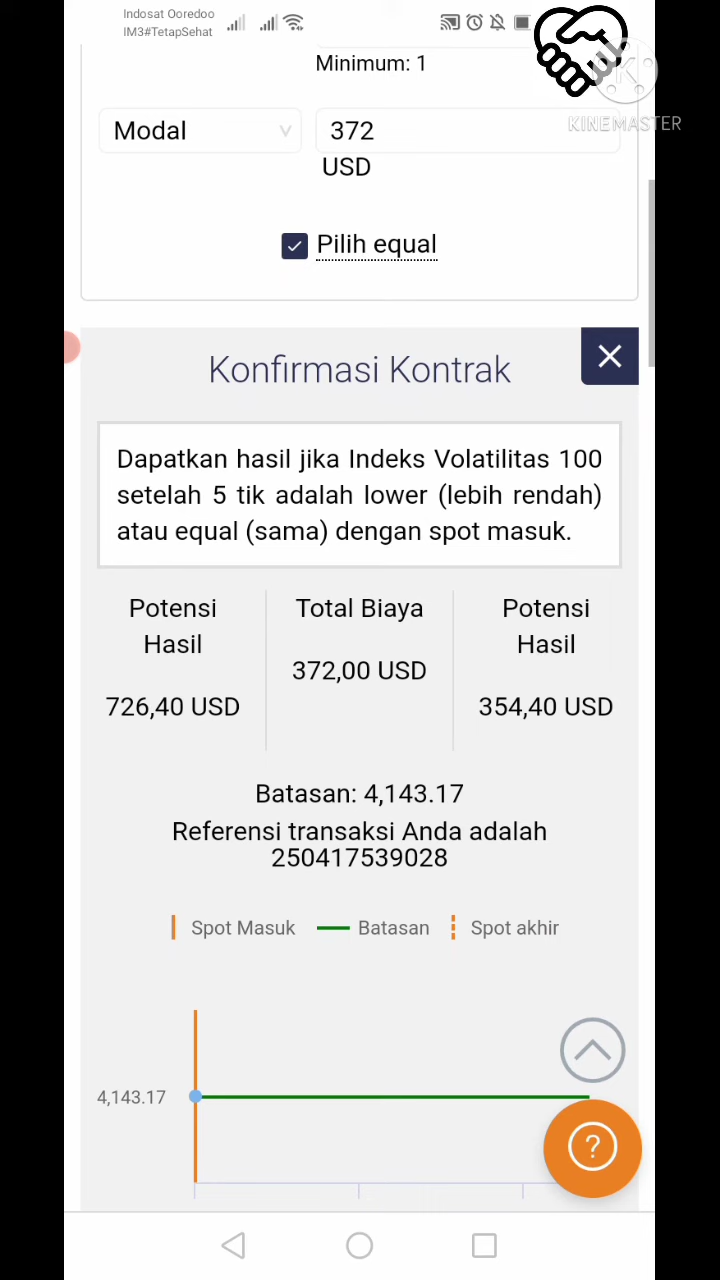 Indosat Ooredoo
IM3#TetapSehat
KINEMASTER
Minimum: 1
Modal
372
USD
Pilih equal
Konfirmasi Kontrak
Dapatkan hasil jika Indeks Volatilitas 100
setelah 5 tik adalah lower (lebih rendah)
atau equal (sama) dengan spot masuk.
Potensi
Hasil
726,40 USD
Total Biaya
372,00 USD
Potensi
Hasil
354,40 USD
Batasan: 4,143.17
Referensi transaksi Anda adalah
250417539028
Spot Masuk
Batasan
Spot akhir
4,143.17
?